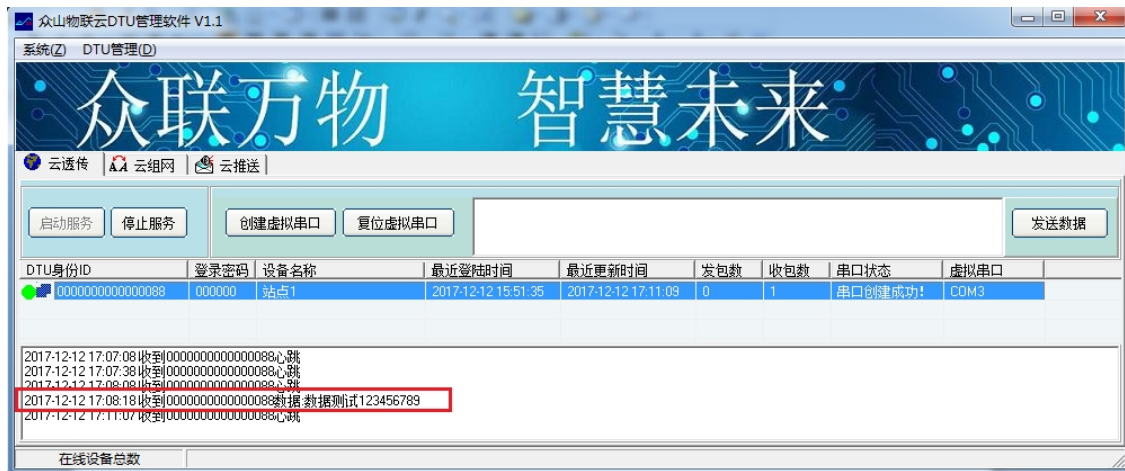 众山物联云DTU管理软件 V1.1
系统(Z) DTU管理(D)
众联万物 智慧未来
云透传 云组网 云推送
启动服务 停止服务 创建虚拟串口 复位虚拟串口 发送数据
DTU身份ID 登录密码 设备名称 最近登陆时间 最近更新时间 发包数 收包数 串口状态 虚拟串口
0000000000000088 000000 站点1 2017-12-12 15:51:35 2017-12-12 17:11:09 0 1 串口创建成功! COM3
2017-12-12 17:07:08收到0000000000000088心跳
2017-12-12 17:07:38收到0000000000000088心跳
2017-12-12 17:08:08收到0000000000000088心跳
2017-12-12 17:08:18收到0000000000000088数据:数据测试123456789
2017-12-12 17:11:07收到0000000000000088心跳
在线设备总数